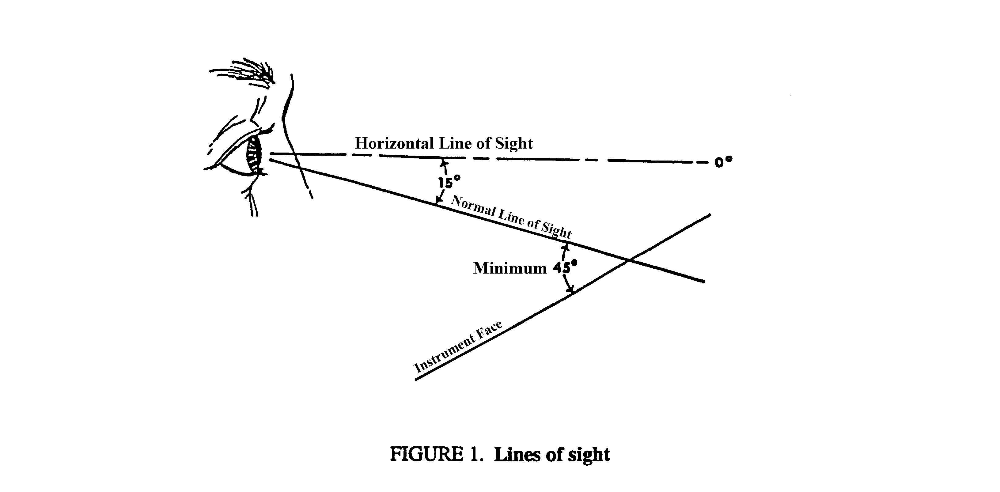 Horizontal Line of Sight
0°
15°
Normal Line of Sight
Minimum 45°
Instrument Face
FIGURE 1. Lines of sight